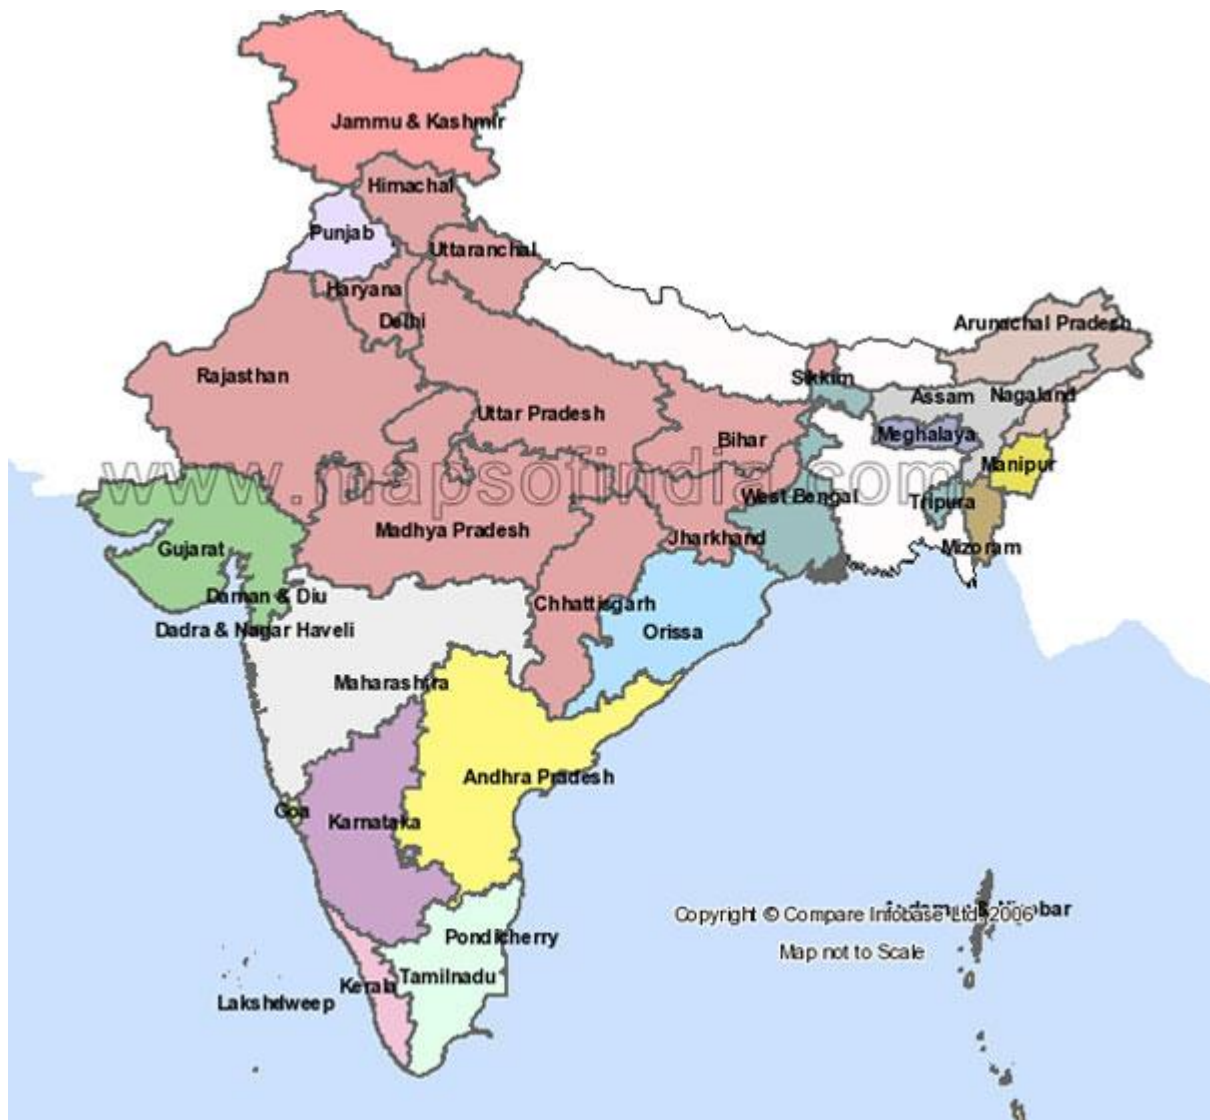 Jammu & Kashmir
Himachal
Punjab
Uttaranchal
Haryana
Delhi
Arunachal Pradesh
Rajasthan
Sikkim
Assam
Nagaland
Uttar Pradesh
Bihar
Meghalaya
Manipur
www.mapsofindia.com
West Bengal
Tripura
Madhya Pradesh
Jharkhand
Gujarat
Mizoram
Daman & Diu
Chhattisgarh
Dadra & Nagar Haveli
Orissa
Maharashtra
Andhra Pradesh
Goa
Karnataka
Copyright © Compare Infobase Ltd. 2006
Pondicherry
Map not to Scale
Tamilnadu
Kerala
Lakshdweep